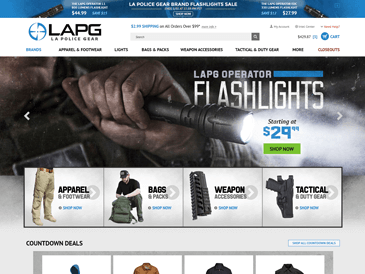 $44.99
LA POLICE GEAR BRAND FLASHLIGHTS SALE
SHOP NOW
$27.99
LAPG
LA POLICE GEAR
$1.99 SHIPPING on All Orders Over $99*
Search
CART
BRANDS APPAREL & FOOTWEAR LIGHTS BAGS & PACKS WEAPON ACCESSORIES TACTICAL & DUTY GEAR MORE CLOSEOUTS
LAPG OPERATOR
FLASHLIGHTS
Starting at
$29.99
SHOP NOW
APPAREL
& FOOTWEAR
SHOP NOW
BAGS
& PACKS
SHOP NOW
WEAPON
ACCESSORIES
SHOP NOW
TACTICAL
& DUTY GEAR
SHOP NOW
COUNTDOWN DEALS
SHOP ALL COUNTDOWN DEALS